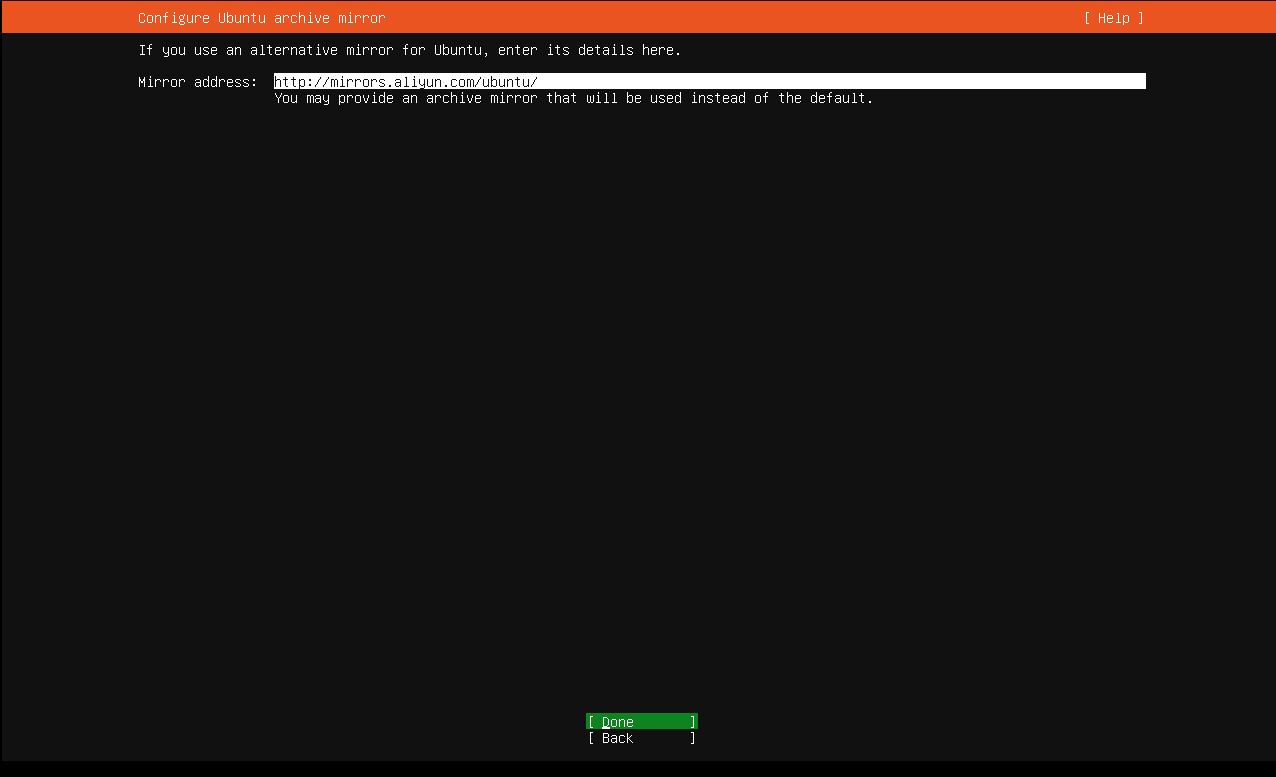 Configure Ubuntu archive mirror [ Help ]
If you use an alternative mirror for Ubuntu, enter its details here.
Mirror address: http://mirrors.aliyun.com/ubuntu/
You may provide an archive mirror that will be used instead of the default.
[ Done ]
[ Back ]